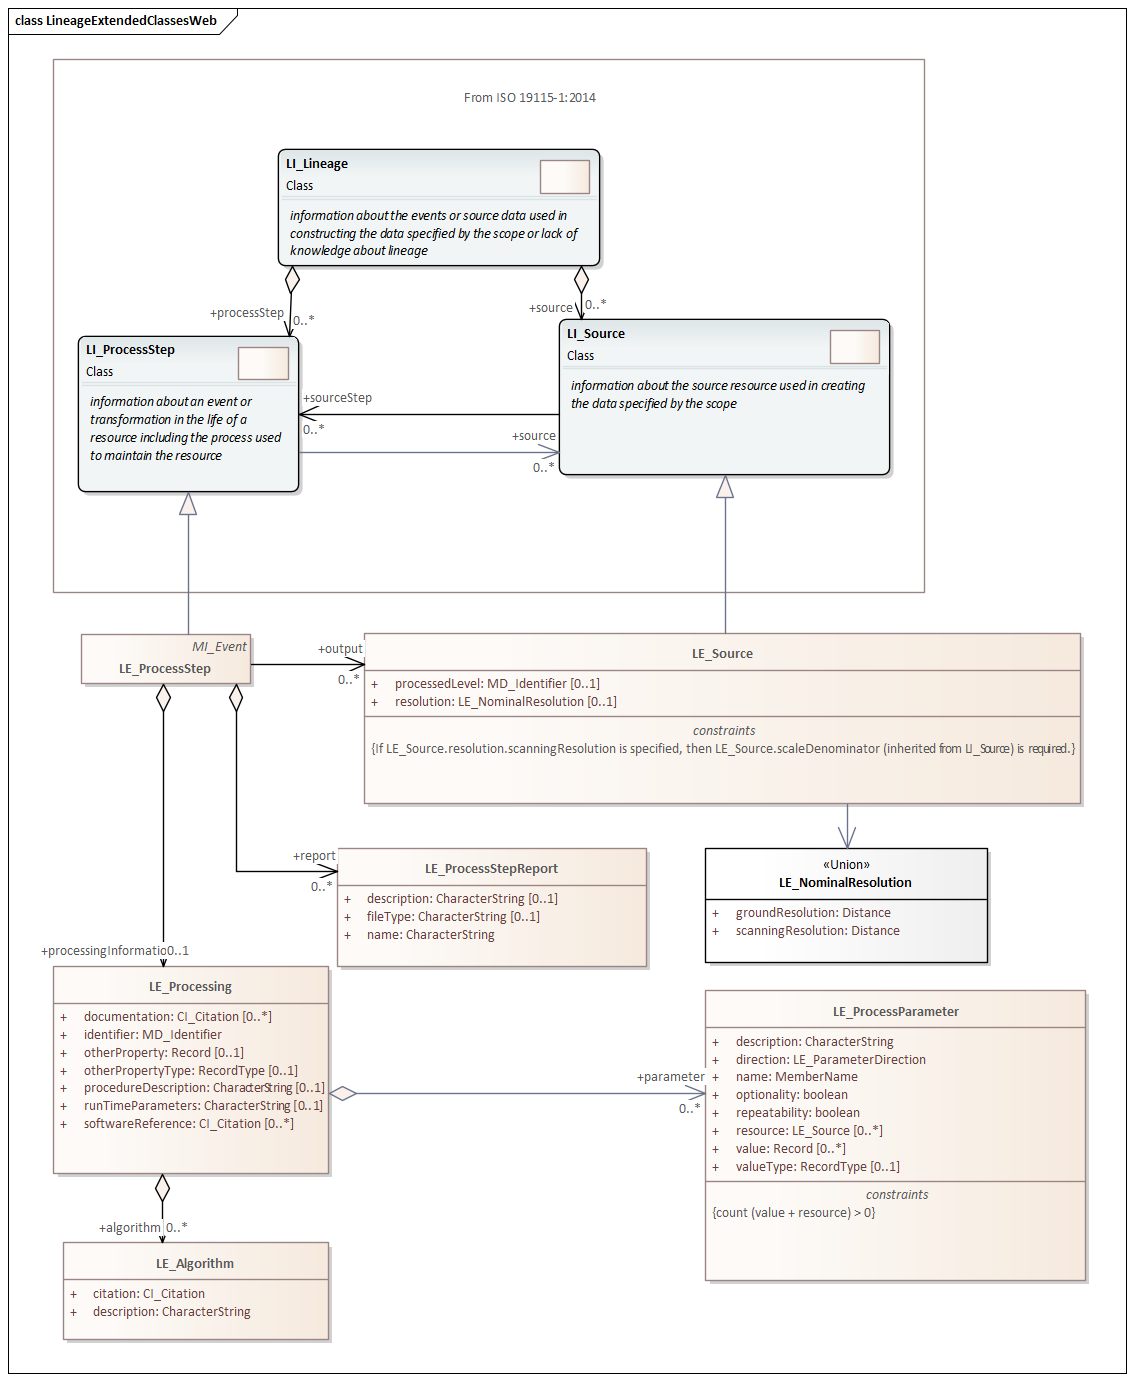 class LineageExtendedClassesWeb
From ISO 19115-1:2014
LI_Lineage
Class
information about the events or source data used in
constructing the data specified by the scope or lack of
knowledge about lineage
+processStep
0..*
+source
0..*
LI_ProcessStep
Class
information about an event or
transformation in the life of a
resource including the process used
to maintain the resource
LI_Source
Class
information about the source resource used in creating
the data specified by the scope
+sourceStep
0..*
+source
0..*
MI_Event
LE_ProcessStep
+output
0..*
LE_Source
+ processedLevel: MD_Identifier [0..1]
+ resolution: LE_NominalResolution [0..1]
constraints
{If LE_Source.resolution.scanningResolution is specified, then LE_Source.scaleDenominator (inherited from LI_Source) is required.}
+report
0..*
LE_ProcessStepReport
+ description: CharacterString [0..1]
+ fileType: CharacterString [0..1]
+ name: CharacterString
«Union»
LE_NominalResolution
+ groundResolution: Distance
+ scanningResolution: Distance
+processingInformatio0..1
LE_Processing
+ documentation: CI_Citation [0..*]
+ identifier: MD_Identifier
+ otherProperty: Record [0..1]
+ otherPropertyType: RecordType [0..1]
+ procedureDescription: CharacterString [0..1]
+ runTimeParameters: CharacterString [0..1]
+ softwareReference: CI_Citation [0..*]
+parameter
0..*
LE_ProcessParameter
+ description: CharacterString
+ direction: LE_ParameterDirection
+ name: MemberName
+ optionality: boolean
+ repeatability: boolean
+ resource: LE_Source [0..*]
+ value: Record [0..*]
+ valueType: RecordType [0..1]
constraints
{count (value + resource) > 0}
+algorithm 0..*
LE_Algorithm
+ citation: CI_Citation
+ description: CharacterString